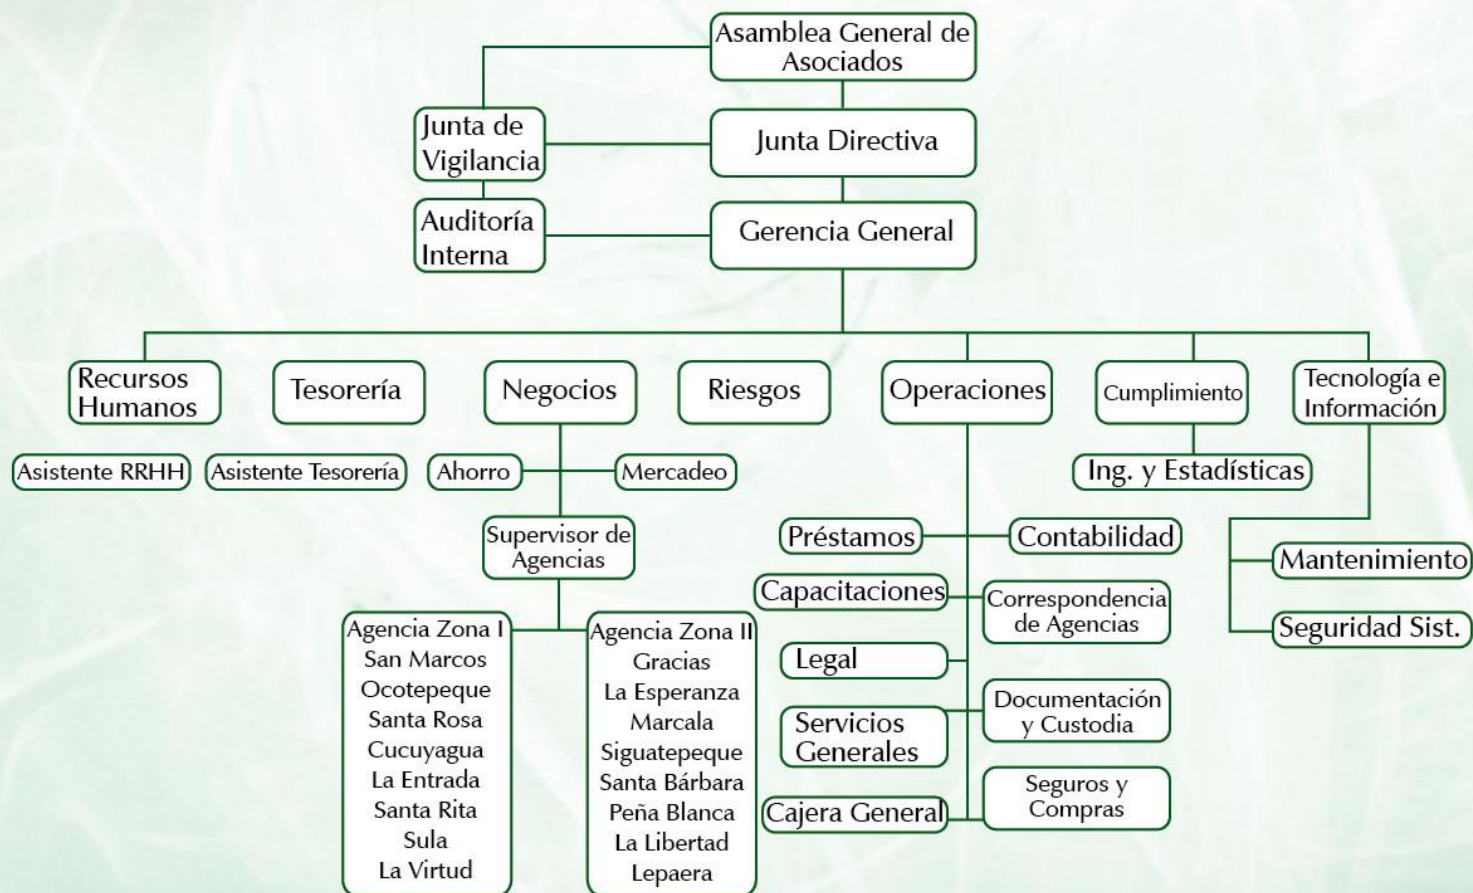 Asamblea General de
Asociados
Junta de
Vigilancia
Junta Directiva
Auditoría
Interna
Gerencia General
Recursos
Humanos
Tesorería
Negocios
Riesgos
Operaciones
Cumplimiento
Tecnología e
Información
Asistente RRHH
Asistente Tesorería
Ahorro
Mercadeo
Ing. y Estadísticas
Supervisor de
Agencias
Préstamos
Contabilidad
Mantenimiento
Capacitaciones
Correspondencia
de Agencias
Seguridad Sist.
Agencia Zona I
San Marcos
Ocotepeque
Santa Rosa
Cucuyagua
La Entrada
Santa Rita
Sula
La Virtud
Agencia Zona II
Gracias
La Esperanza
Marcala
Siguatepeque
Santa Bárbara
Peña Blanca
La Libertad
Lepaera
Legal
Servicios
Generales
Documentación
y Custodia
Cajera General
Seguros y
Compras